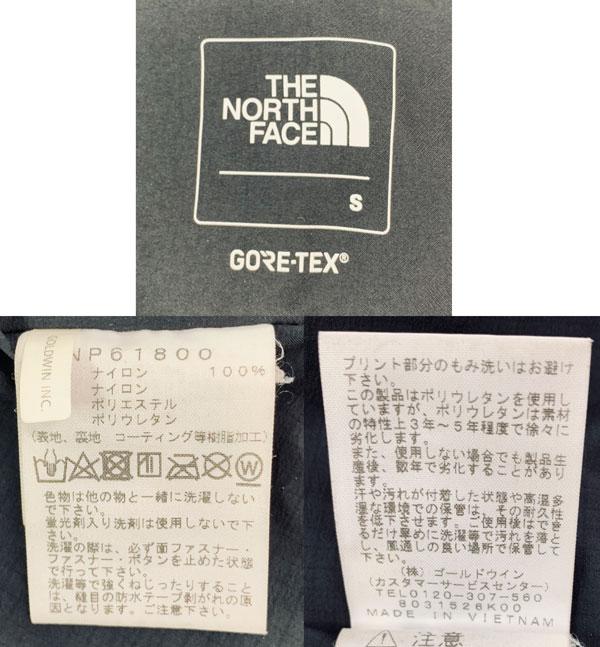 THE
NORTH
FACE
S
GORE-TEX®
GOLDWIN INC.
NP61800
ナイロン 100%
ナイロン
ポリエステル
ポリウレタン
(表地、裏地 コーティング等樹脂加工)
W
色物は他の物と一緒に洗濯しない
で下さい。
蛍光剤入り洗剤は使用しないで下
さい。
洗濯の際は、必ず面ファスナー・
ファスナー・ボタンを止めた状態
で行って下さい。
洗濯等で強くねじったりすること
は、縫目の防水テープ剥がれの原
因となります。ご注意下さい。
プリント部分のもみ洗いはお避け
下さい。
この製品はポリウレタンを使用し
ていますが、ポリウレタンは素材
の特性上3年~5年程度で徐々に
劣化します。
また、使用しない場合でも製品生
産後、数年で劣化することがあり
ます。
汗や汚れが付着した状態や高温多
湿な環境での保管は、その耐久性
を低下させます。ご使用後はでき
るだけ早めに洗濯等で汚れを落と
し、風通しの良い場所で保管して
下さい。
(株) ゴールドウイン
(カスタマーサービスセンター)
TEL0120-307-560
8031526K00
MADE IN VIETNAM
注意